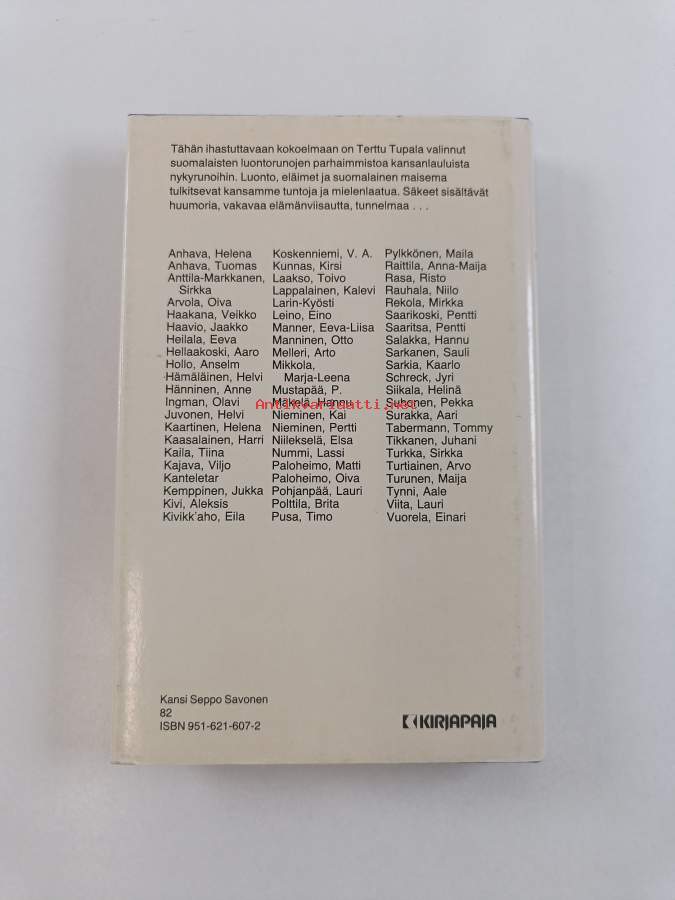 Tähän ihastuttavaan kokoelmaan on Terttu Tupala valinnut
suomalaisten luontorunojen parhaimmistoa kansanlauluista
nykyrunoihin. Luonto, eläimet ja suomalainen maisema
tulkitsevat kansamme tuntoja ja mielenlaatua. Säkeet sisältävät
huumoria, vakavaa elämänviisautta, tunnelmaa . . .
Anhava, Helena
Anhava, Tuomas
Anttila-Markkanen,
Sirkka
Arvola, Oiva
Haakana, Veikko
Haavio, Jaakko
Heilala, Eeva
Hellaakoski, Aaro
Hollo, Anselm
Hämäläinen, Helvi
Hänninen, Anne
Ingman, Olavi
Juvonen, Helvi
Kaartinen, Helena
Kaasalainen, Harri
Kaila, Tiina
Kajava, Viljo
Kanteletar
Kemppinen, Jukka
Kivi, Aleksis
Kivikk'aho, Eila
Koskenniemi, V. A.
Kunnas, Kirsi
Laakso, Toivo
Lappalainen, Kalevi
Larin-Kyösti
Leino, Eino
Manner, Eeva-Liisa
Manninen, Otto
Melleri, Arto
Mikkola,
Marja-Leena
Mustapää, P.
Mäkelä, Hannu
Nieminen, Kai
Nieminen, Pertti
Niilekselä, Elsa
Nummi, Lassi
Paloheimo, Matti
Paloheimo, Oiva
Pohjanpää, Lauri
Polttila, Brita
Pusa, Timo
Pylkkönen, Maila
Raittila, Anna-Maija
Rasa, Risto
Rauhala, Niilo
Rekola, Mirkka
Saarikoski, Pentti
Saaritsa, Pentti
Salakka, Hannu
Sarkanen, Sauli
Sarkia, Kaarlo
Schreck, Jyri
Siikala, Helinä
Suhonen, Pekka
Surakka, Aari
Tabermann, Tommy
Tikkanen, Juhani
Turkka, Sirkka
Turtiainen, Arvo
Turunen, Maija
Tynni, Aale
Viita, Lauri
Vuorela, Einari
Antikvariaatti.net
Kansi Seppo Savonen
82
ISBN 951-621-607-2
KIRJAPAJA